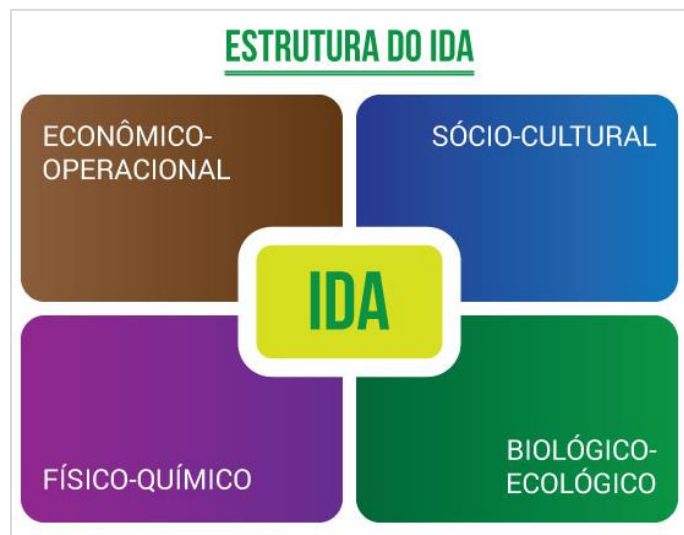 ESTRUTURA DO IDA
ECONÔMICO-
OPERACIONAL
SÓCIO-CULTURAL
IDA
FÍSICO-QUÍMICO
BIOLÓGICO-
ECOLÓGICO